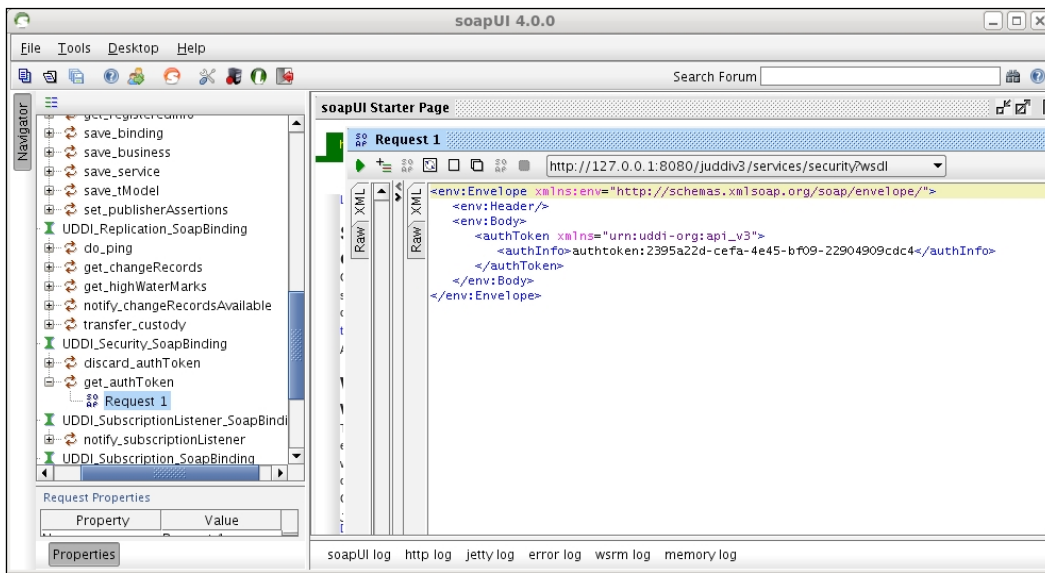 soapUI 4.0.0
File Tools Desktop Help
Search Forum
Navigator
get_registeredInfo
save_binding
save_business
save_service
save_tModel
set_publisherAssertions
UDDI_Replication_SoapBinding
do_ping
get_changeRecords
get_highWaterMarks
notify_changeRecordsAvailable
transfer_custody
UDDI_Security_SoapBinding
discard_authToken
get_authToken
Request 1
UDDI_SubscriptionListener_SoapBindi
notify_subscriptionListener
UDDI_Subscription_SoapBinding
Request Properties
Property Value
Properties
soapUI Starter Page
Request 1
http://127.0.0.1:8080/juddiv3/services/security?wsdl
XML
Raw
XML
Raw
<env:Envelope xmlns:env="http://schemas.xmlsoap.org/soap/envelope/">
<env:Header/>
<env:Body>
<authToken xmlns="urn:uddi-org:api_v3">
<authInfo>authtoken:2395a22d-cefa-4e45-bf09-22904909cdc4</authInfo>
</authToken>
</env:Body>
</env:Envelope>
soapUI log http log jetty log error log wsrm log memory log